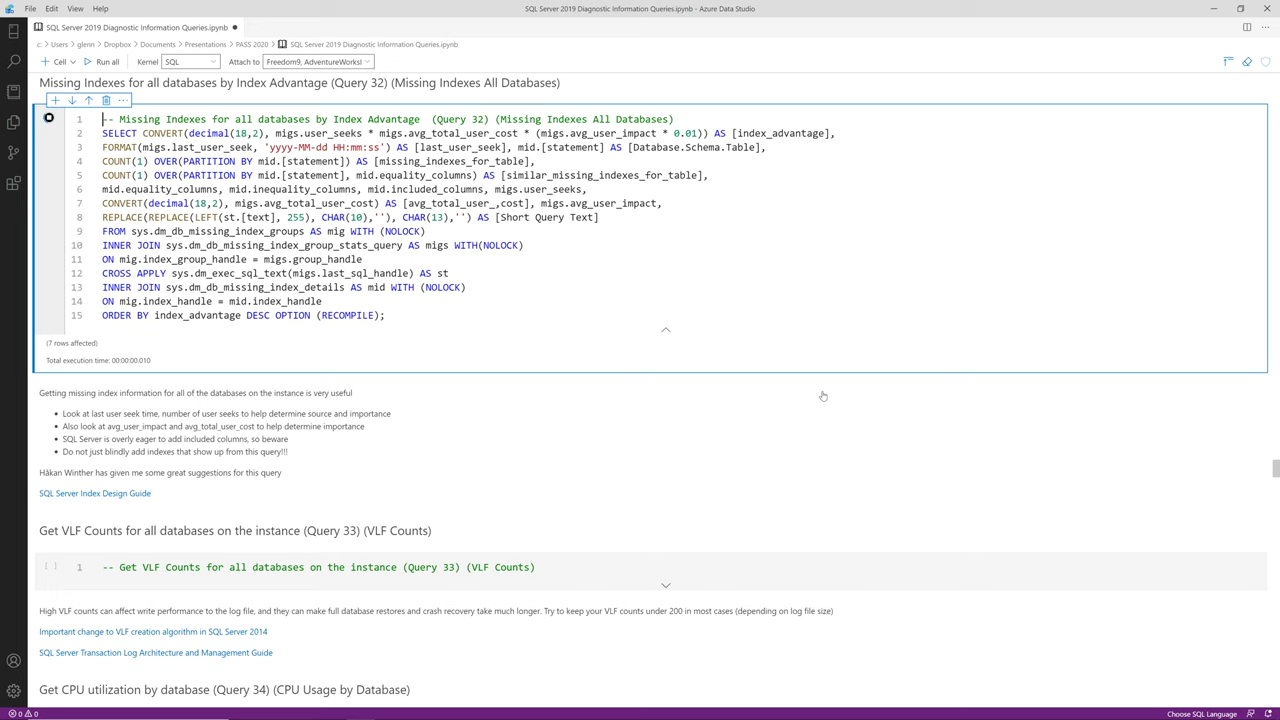 File Edit View Help
SQL Server 2019 Diagnostic Information Queries.ipynb - Azure Data Studio
SQL Server 2019 Diagnostic Information Queries.ipynb
c: > Users > glenn > Dropbox > Documents > Presentations > PASS 2020 > SQL Server 2019 Diagnostic Information Queries.ipynb
+ Cell Run all Kernel SQL Attach to Freedom9, AdventureWorksl
Missing Indexes for all databases by Index Advantage (Query 32) (Missing Indexes All Databases)
1 -- Missing Indexes for all databases by Index Advantage  (Query 32) (Missing Indexes All Databases)
2 SELECT CONVERT(decimal(18,2), migs.user_seeks * migs.avg_total_user_cost * (migs.avg_user_impact * 0.01)) AS [index_advantage],
3 FORMAT(migs.last_user_seek, 'yyyy-MM-dd HH:mm:ss') AS [last_user_seek], mid.[statement] AS [Database.Schema.Table],
4 COUNT(1) OVER(PARTITION BY mid.[statement]) AS [missing_indexes_for_table],
5 COUNT(1) OVER(PARTITION BY mid.[statement], mid.equality_columns) AS [similar_missing_indexes_for_table],
6 mid.equality_columns, mid.inequality_columns, mid.included_columns, migs.user_seeks,
7 CONVERT(decimal(18,2), migs.avg_total_user_cost) AS [avg_total_user_,cost], migs.avg_user_impact,
8 REPLACE(REPLACE(LEFT(st.[text], 255), CHAR(10),''), CHAR(13),'') AS [Short Query Text]
9 FROM sys.dm_db_missing_index_groups AS mig WITH (NOLOCK)
10 INNER JOIN sys.dm_db_missing_index_group_stats_query AS migs WITH(NOLOCK)
11 ON mig.index_group_handle = migs.group_handle
12 CROSS APPLY sys.dm_exec_sql_text(migs.last_sql_handle) AS st
13 INNER JOIN sys.dm_db_missing_index_details AS mid WITH (NOLOCK)
14 ON mig.index_handle = mid.index_handle
15 ORDER BY index_advantage DESC OPTION (RECOMPILE);
(7 rows affected)
Total execution time: 00:00:00.010
Getting missing index information for all of the databases on the instance is very useful
• Look at last user seek time, number of user seeks to help determine source and importance
• Also look at avg_user_impact and avg_total_user_cost to help determine importance
• SQL Server is overly eager to add included columns, so beware
• Do not just blindly add indexes that show up from this query!!!
Håkan Winther has given me some great suggestions for this query
SQL Server Index Design Guide
Get VLF Counts for all databases on the instance (Query 33) (VLF Counts)
[ ] 1 -- Get VLF Counts for all databases on the instance (Query 33) (VLF Counts)
High VLF counts can affect write performance to the log file, and they can make full database restores and crash recovery take much longer. Try to keep your VLF counts under 200 in most cases (depending on log file size)
Important change to VLF creation algorithm in SQL Server 2014
SQL Server Transaction Log Architecture and Management Guide
Get CPU utilization by database (Query 34) (CPU Usage by Database)
0 0 Choose SQL Language